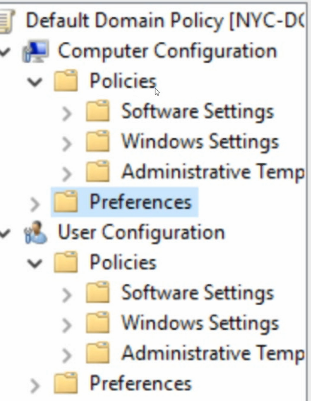 Default Domain Policy [NYC-DC
Computer Configuration
Policies
Software Settings
Windows Settings
Administrative Temp
Preferences
User Configuration
Policies
Software Settings
Windows Settings
Administrative Temp
Preferences